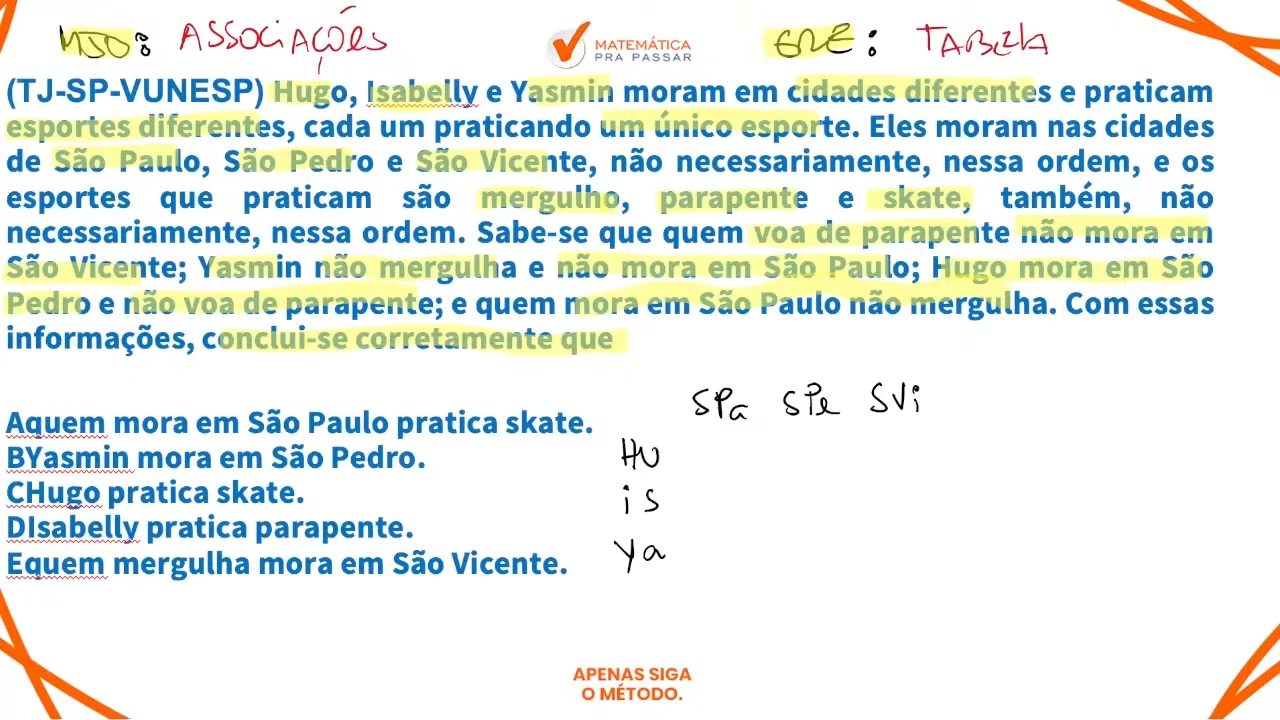 MJO: ASSOCIAÇÕES
MATEMÁTICA
PRA PASSAR
: TABELA
(TJ-SP-VUNESP) Hugo, Isabelly e Yasmin moram em cidades diferentes e praticam
esportes diferentes, cada um praticando um único esporte. Eles moram nas cidades
de São Paulo, São Pedro e São Vicente, não necessariamente, nessa ordem, e os
esportes que praticam são mergulho, parapente e skate, também, não
necessariamente, nessa ordem. Sabe-se que quem voa de parapente não mora em
São Vicente; Yasmin não mergulha e não mora em São Paulo; Hugo mora em São
Pedro e não voa de parapente; e quem mora em São Paulo não mergulha. Com essas
informações, conclui-se corretamente que
SPa SPe SVi
Aquem mora em São Paulo pratica skate.
BYasmin mora em São Pedro.
CHugo pratica skate.
DIsabelly pratica parapente.
Equem mergulha mora em São Vicente.
HU
is
Ya
APENAS SIGA
O MÉTODO.